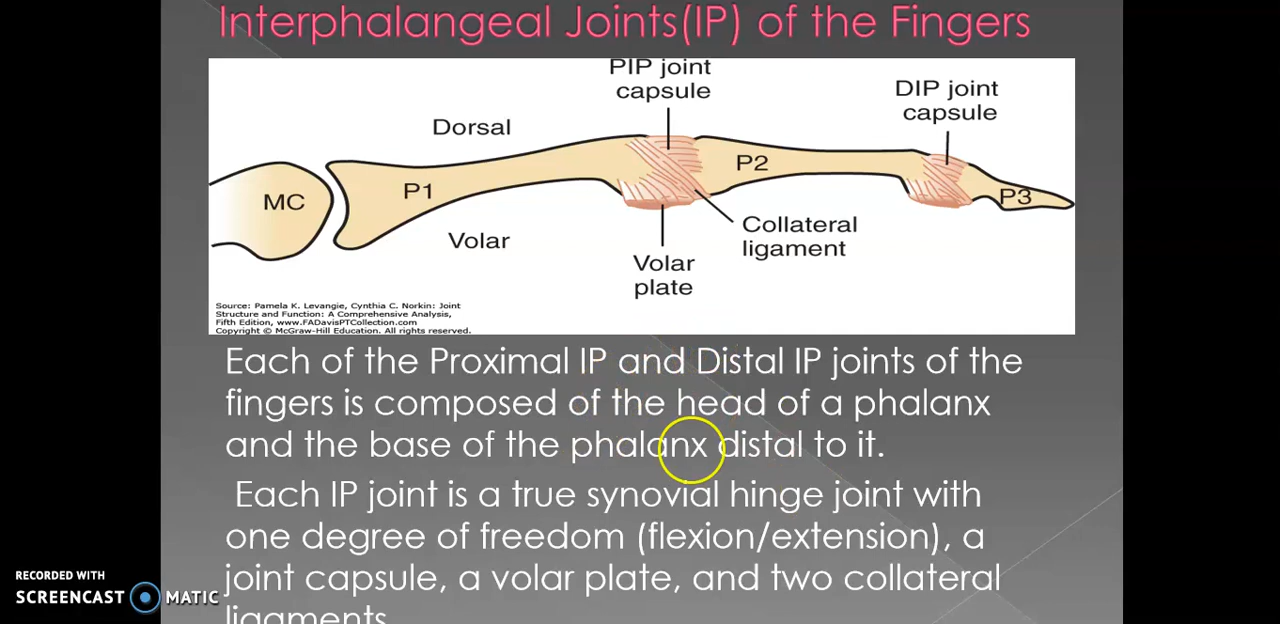 Interphalangeal Joints(IP) of the Fingers
PIP joint
capsule
DIP joint
capsule
Dorsal
P2
P1
MC
P3
Collateral
ligament
Volar
Volar
plate
Source: Pamela K. Levangie, Cynthia C. Norkin: Joint
Structure and Function: A Comprehensive Analysis,
Fifth Edition, www.FADavisPTCollection.com
Copyright © McGraw-Hill Education. All rights reserved.
Each of the Proximal IP and Distal IP joints of the
fingers is composed of the head of a phalanx
and the base of the phalanx distal to it.
Each IP joint is a true synovial hinge joint with
one degree of freedom (flexion/extension), a
joint capsule, a volar plate, and two collateral
ligaments
RECORDED WITH
SCREENCAST MATIC